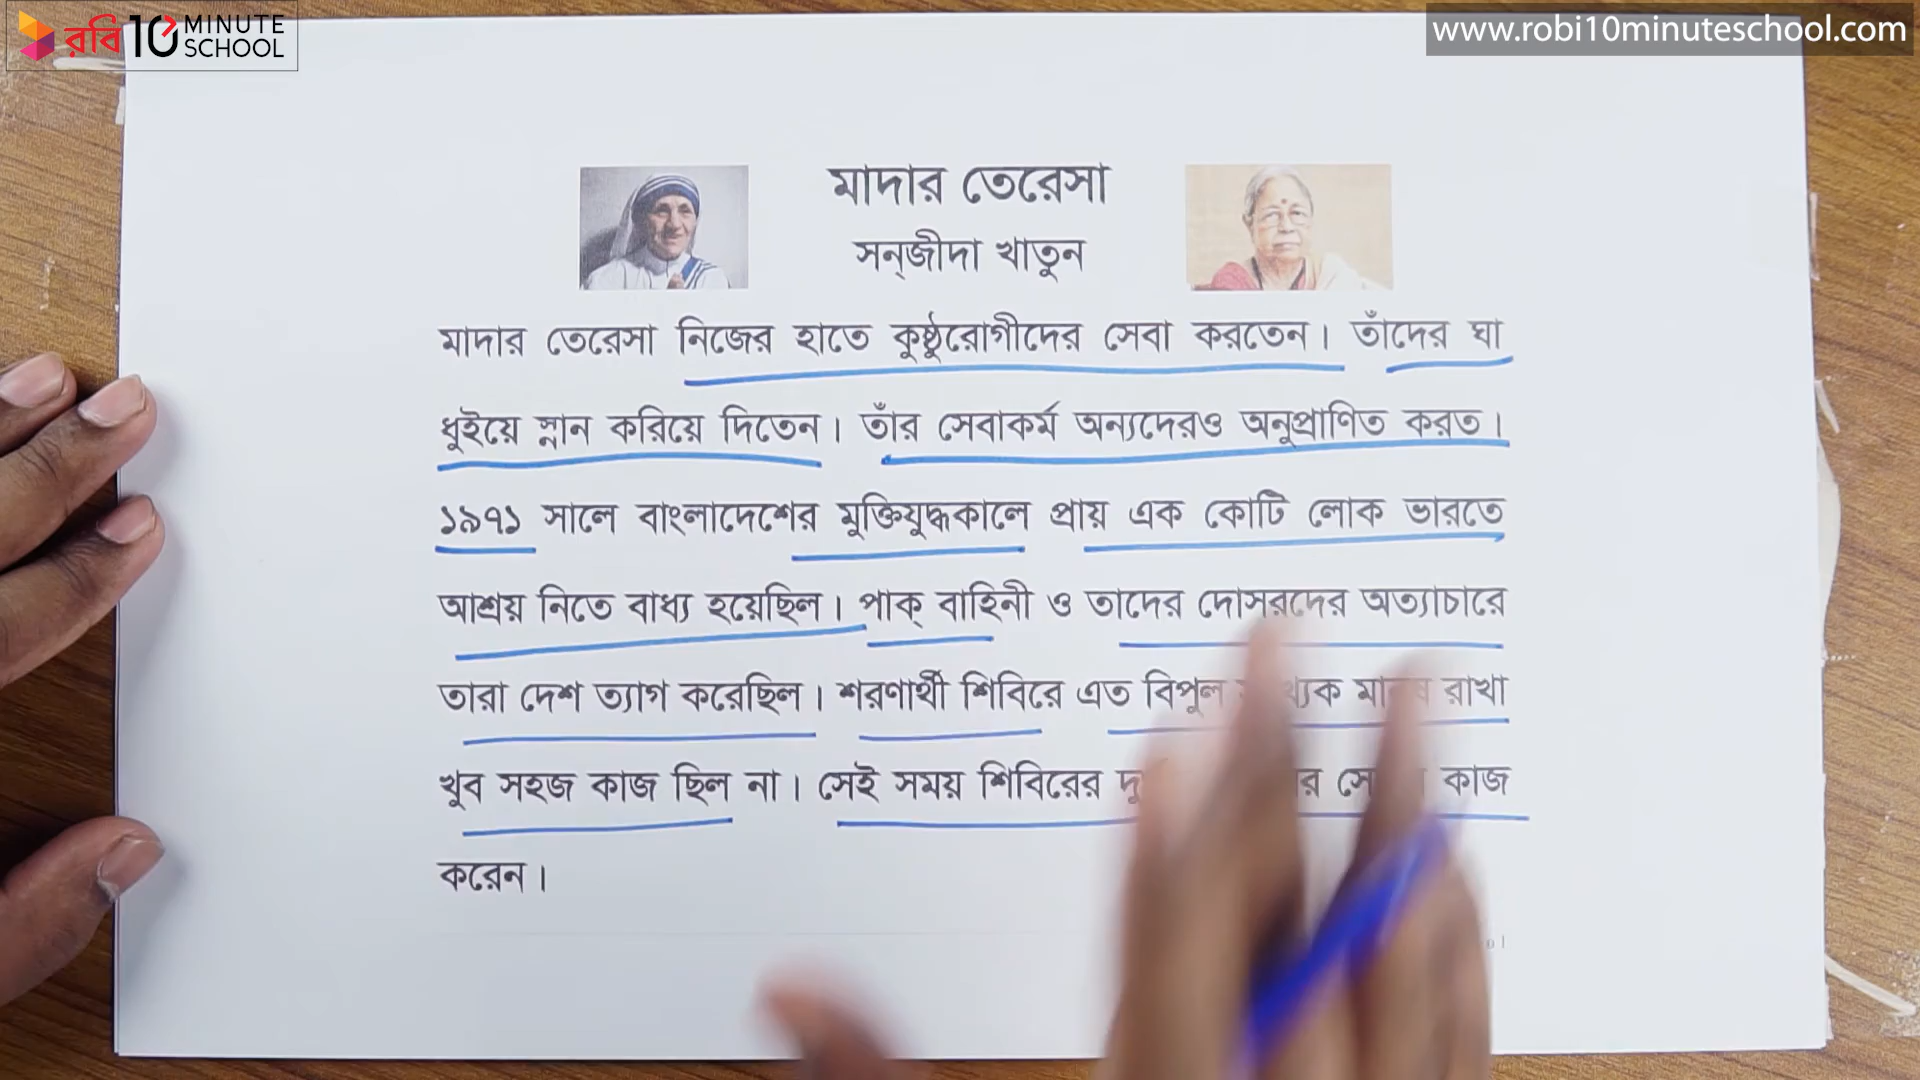 রবি 10 MINUTE SCHOOL
www.robi10minuteschool.com
মাদার তেরেসা
সন্‌জীদা খাতুন
মাদার তেরেসা নিজের হাতে কুষ্ঠরোগীদের সেবা করতেন। তাঁদের ঘা
ধুইয়ে স্নান করিয়ে দিতেন। তাঁর সেবাকর্ম অন্যদেরও অনুপ্রাণিত করত।
১৯৭১ সালে বাংলাদেশের মুক্তিযুদ্ধকালে প্রায় এক কোটি লোক ভারতে
আশ্রয় নিতে বাধ্য হয়েছিল। পাক্ বাহিনী ও তাদের দোসরদের অত্যাচারে
তারা দেশ ত্যাগ করেছিল। শরণার্থী শিবিরে এত বিপুল রাখা
খুব সহজ কাজ ছিল না। সেই সময় শিবিরের কাজ
করেন।